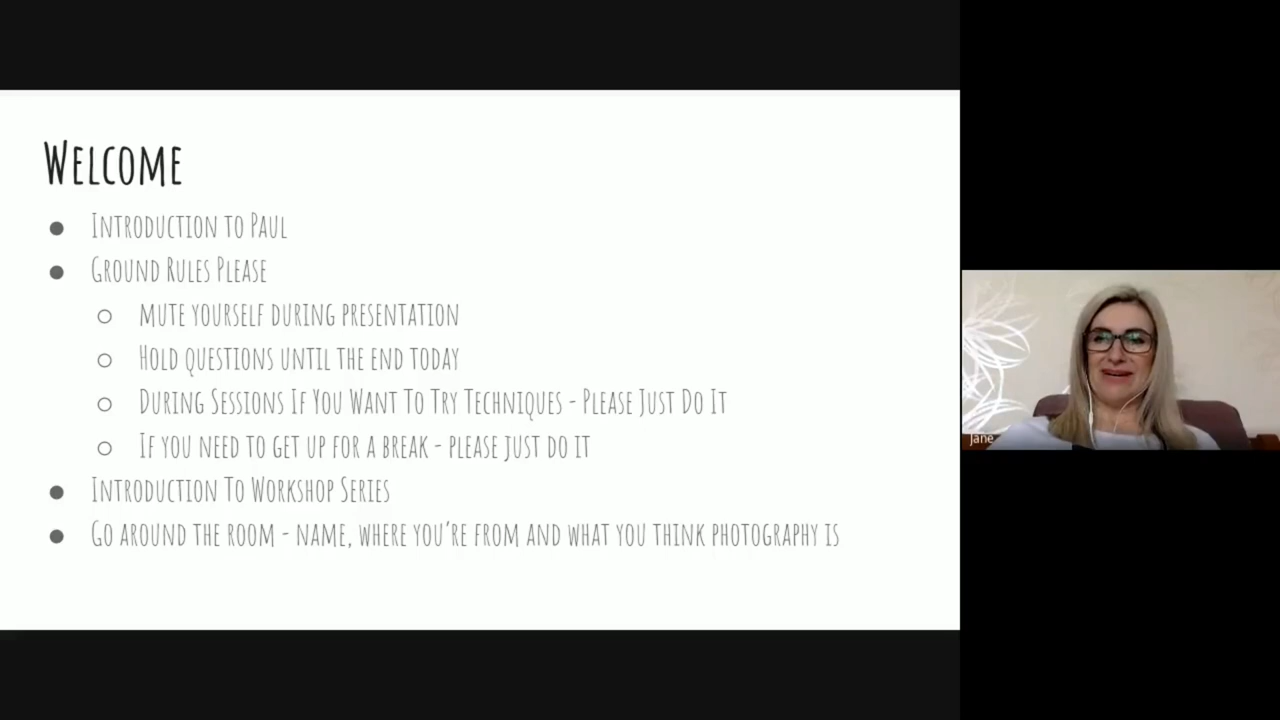 Welcome
Introduction to Paul
Ground Rules Please
mute yourself during presentation
Hold questions until the end today
During Sessions If You Want To Try Techniques - Please Just Do It
If you need to get up for a break - please just do it
Introduction To Workshop Series
Go around the room - name, where you're from and what you think photography is
Jane